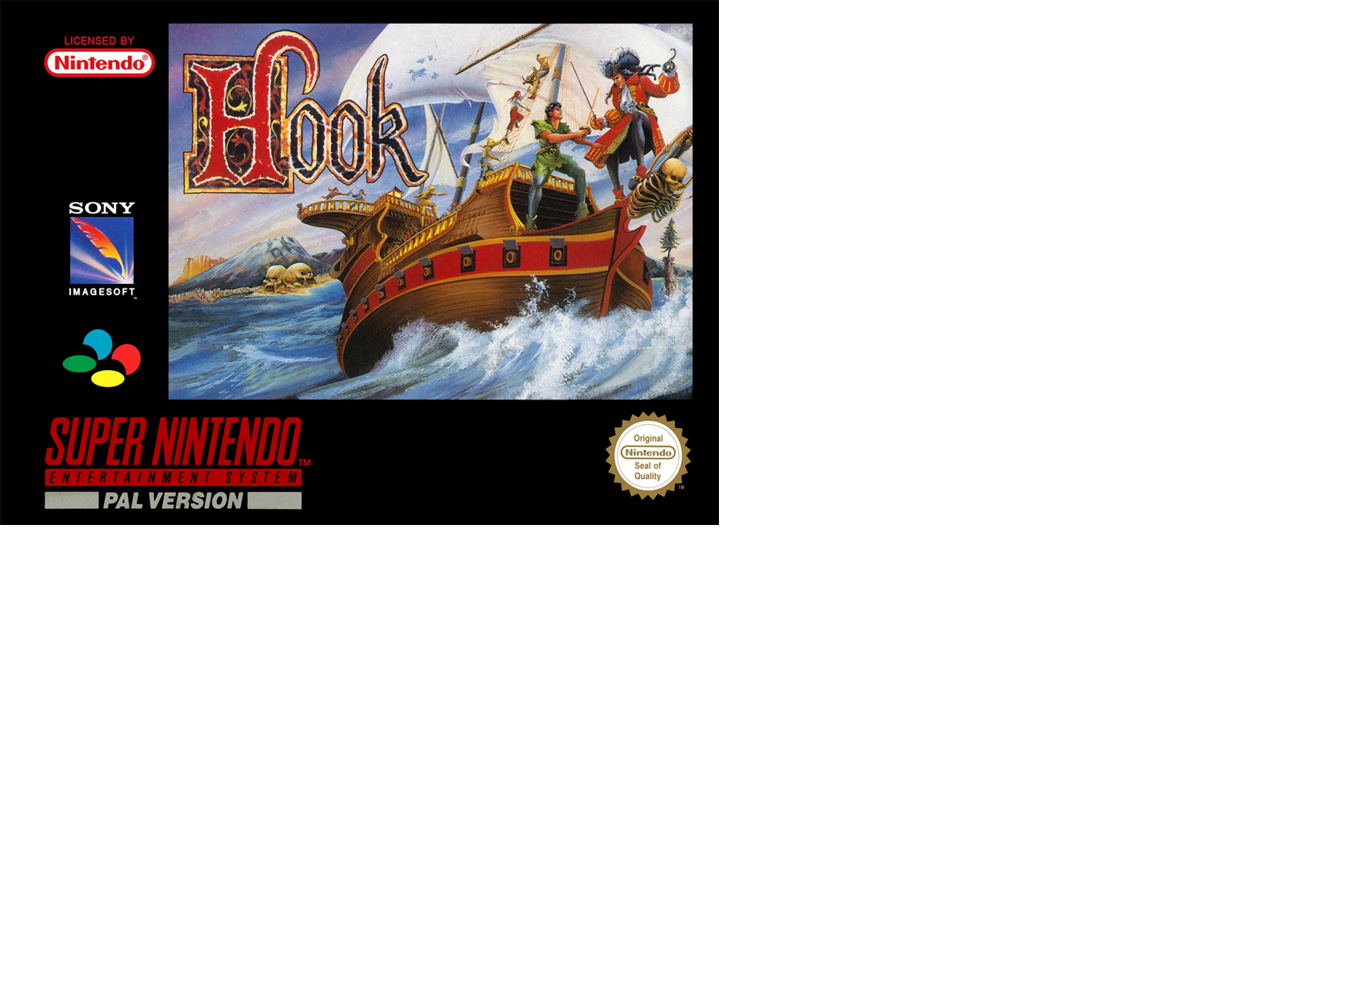 LICENSED BY
Nintendo®
Hook
SONY
IMAGESOFT™
SUPER NINTENDO™
ENTERTAINMENT SYSTEM
PAL VERSION
Original
Nintendo
Seal of
Quality
™